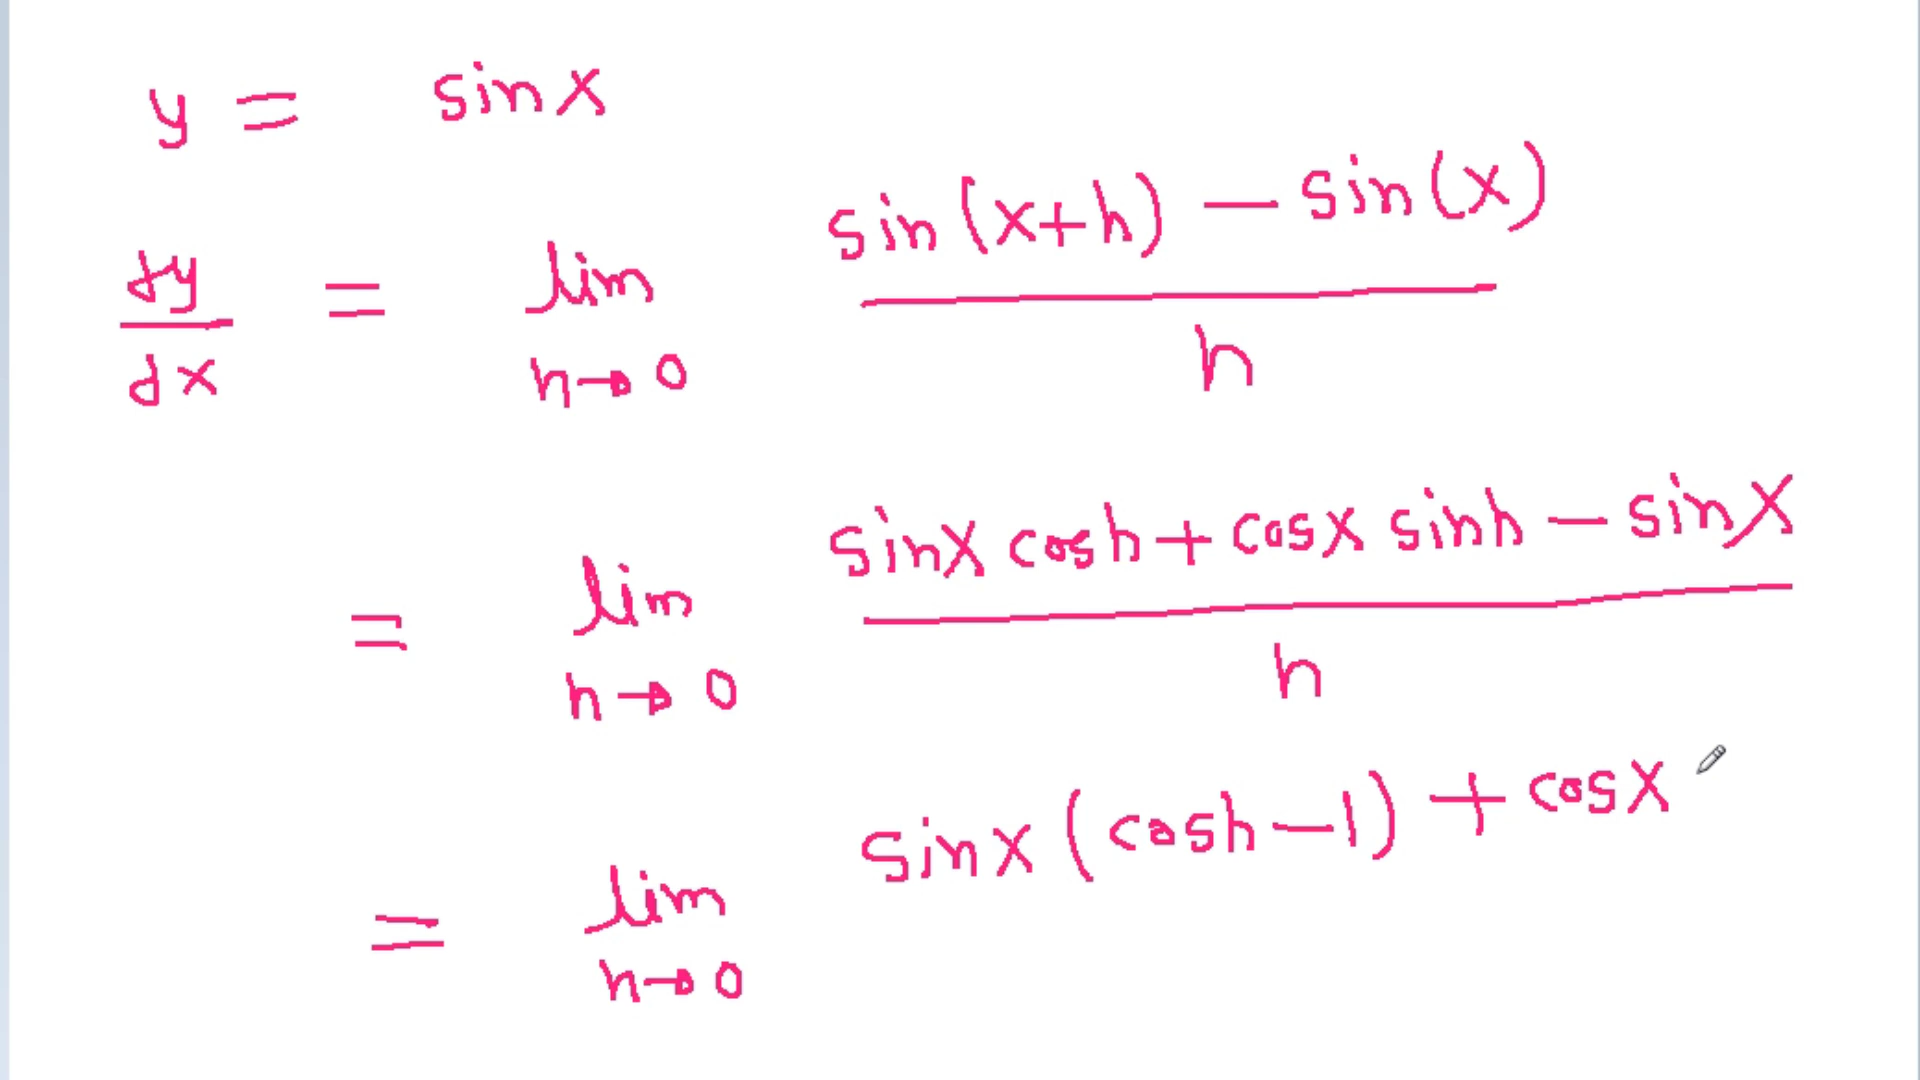 y = sinx
dy/dx = lim h→0 (sin(x+h) − sin(x))/h
= lim h→0 (sinx cosh + cosx sinh − sinx)/h
= lim h→0 sinx(cosh−1) + cosx